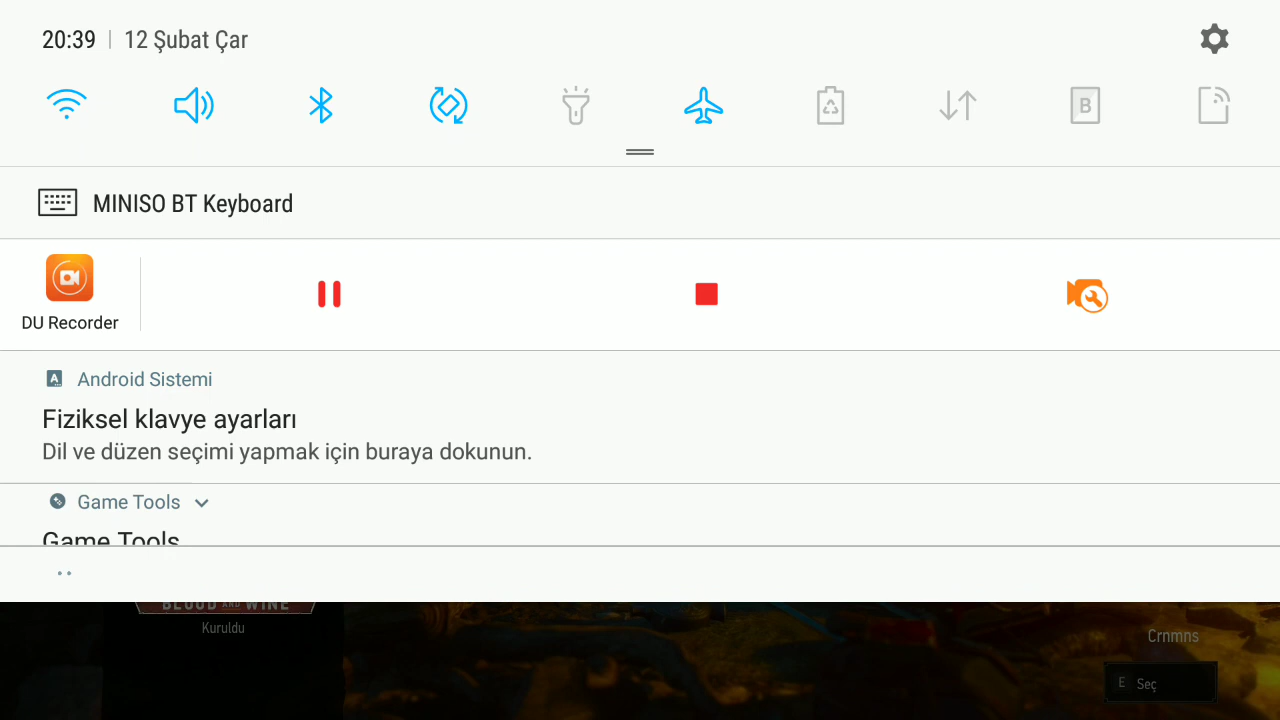 20:39 | 12 Şubat Çar
B
MINISO BT Keyboard
DU Recorder
A
Android Sistemi
Fiziksel klavye ayarları
Dil ve düzen seçimi yapmak için buraya dokunun.
Game Tools
Game Tools
BLOOD AND WINE
Kuruldu
Crnmns
E Seç